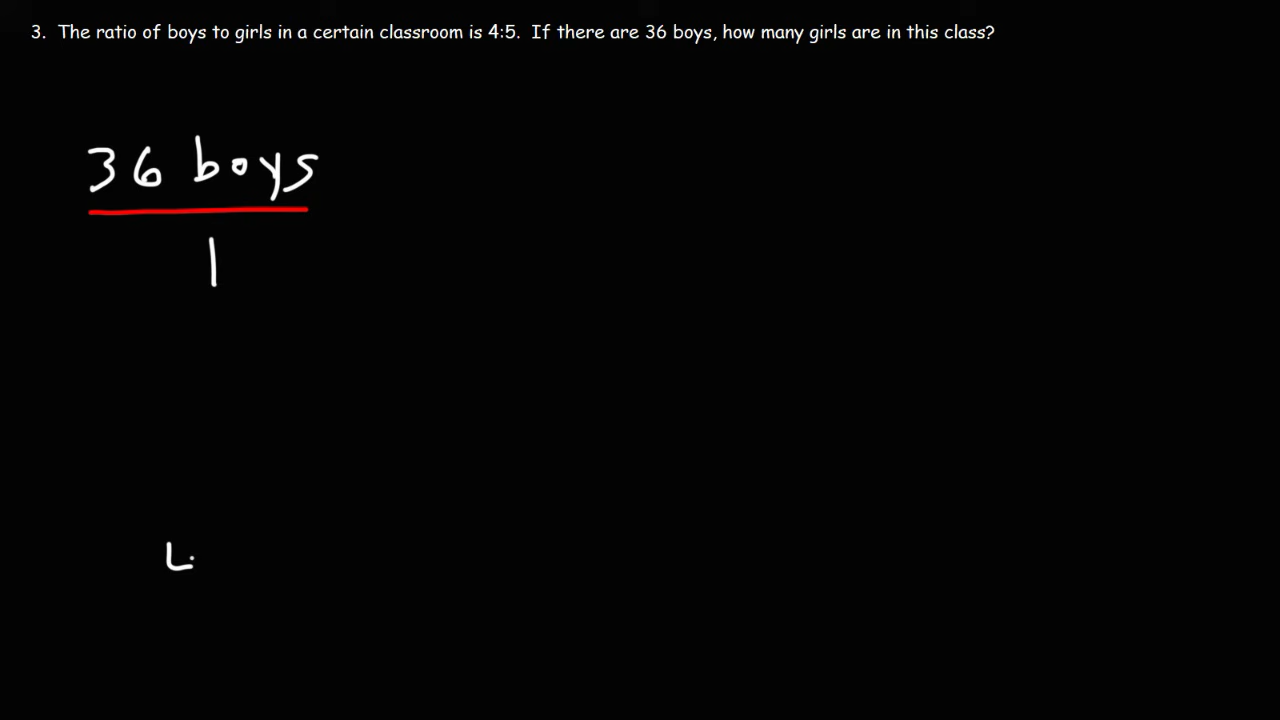 3. The ratio of boys to girls in a certain classroom is 4:5. If there are 36 boys, how many girls are in this class?
36 boys
1